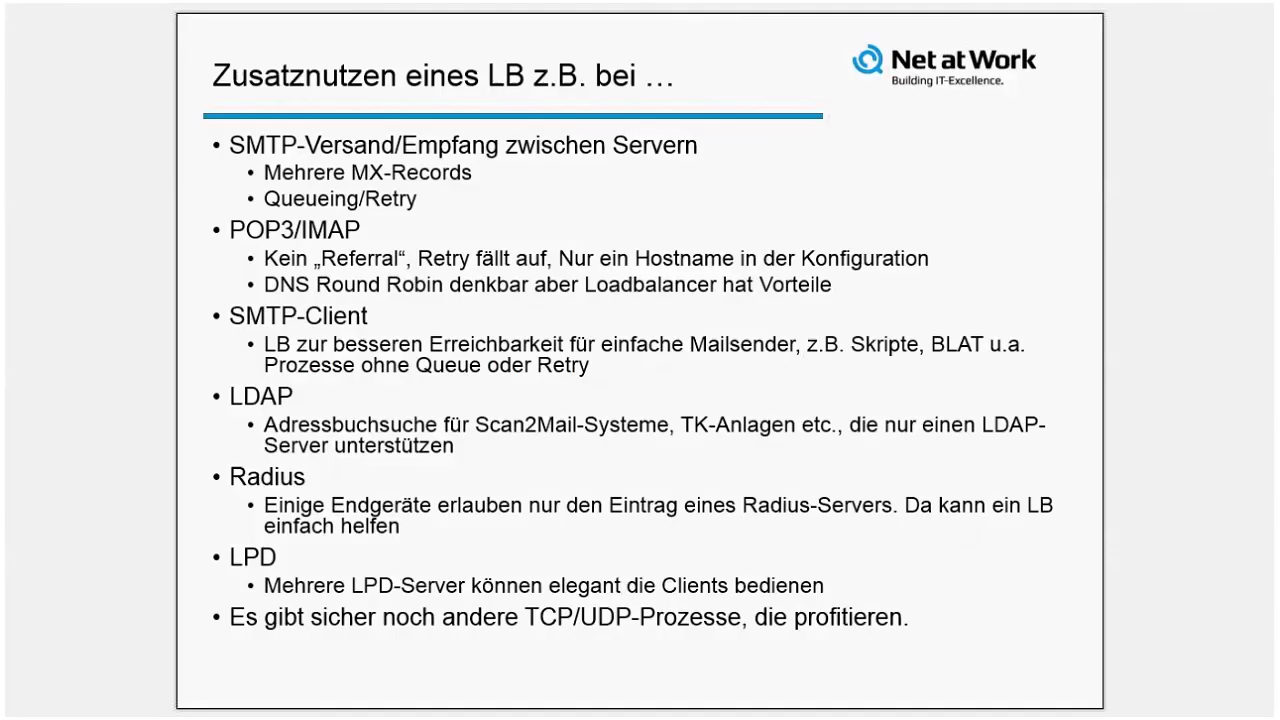 Zusatznutzen eines LB z.B. bei …
Net at Work
Building IT-Excellence.
• SMTP-Versand/Empfang zwischen Servern
• Mehrere MX-Records
• Queueing/Retry
• POP3/IMAP
• Kein „Referral“, Retry fällt auf, Nur ein Hostname in der Konfiguration
• DNS Round Robin denkbar aber Loadbalancer hat Vorteile
• SMTP-Client
• LB zur besseren Erreichbarkeit für einfache Mailsender, z.B. Skripte, BLAT u.a.
Prozesse ohne Queue oder Retry
• LDAP
• Adressbuchsuche für Scan2Mail-Systeme, TK-Anlagen etc., die nur einen LDAP-
Server unterstützen
• Radius
• Einige Endgeräte erlauben nur den Eintrag eines Radius-Servers. Da kann ein LB
einfach helfen
• LPD
• Mehrere LPD-Server können elegant die Clients bedienen
• Es gibt sicher noch andere TCP/UDP-Prozesse, die profitieren.